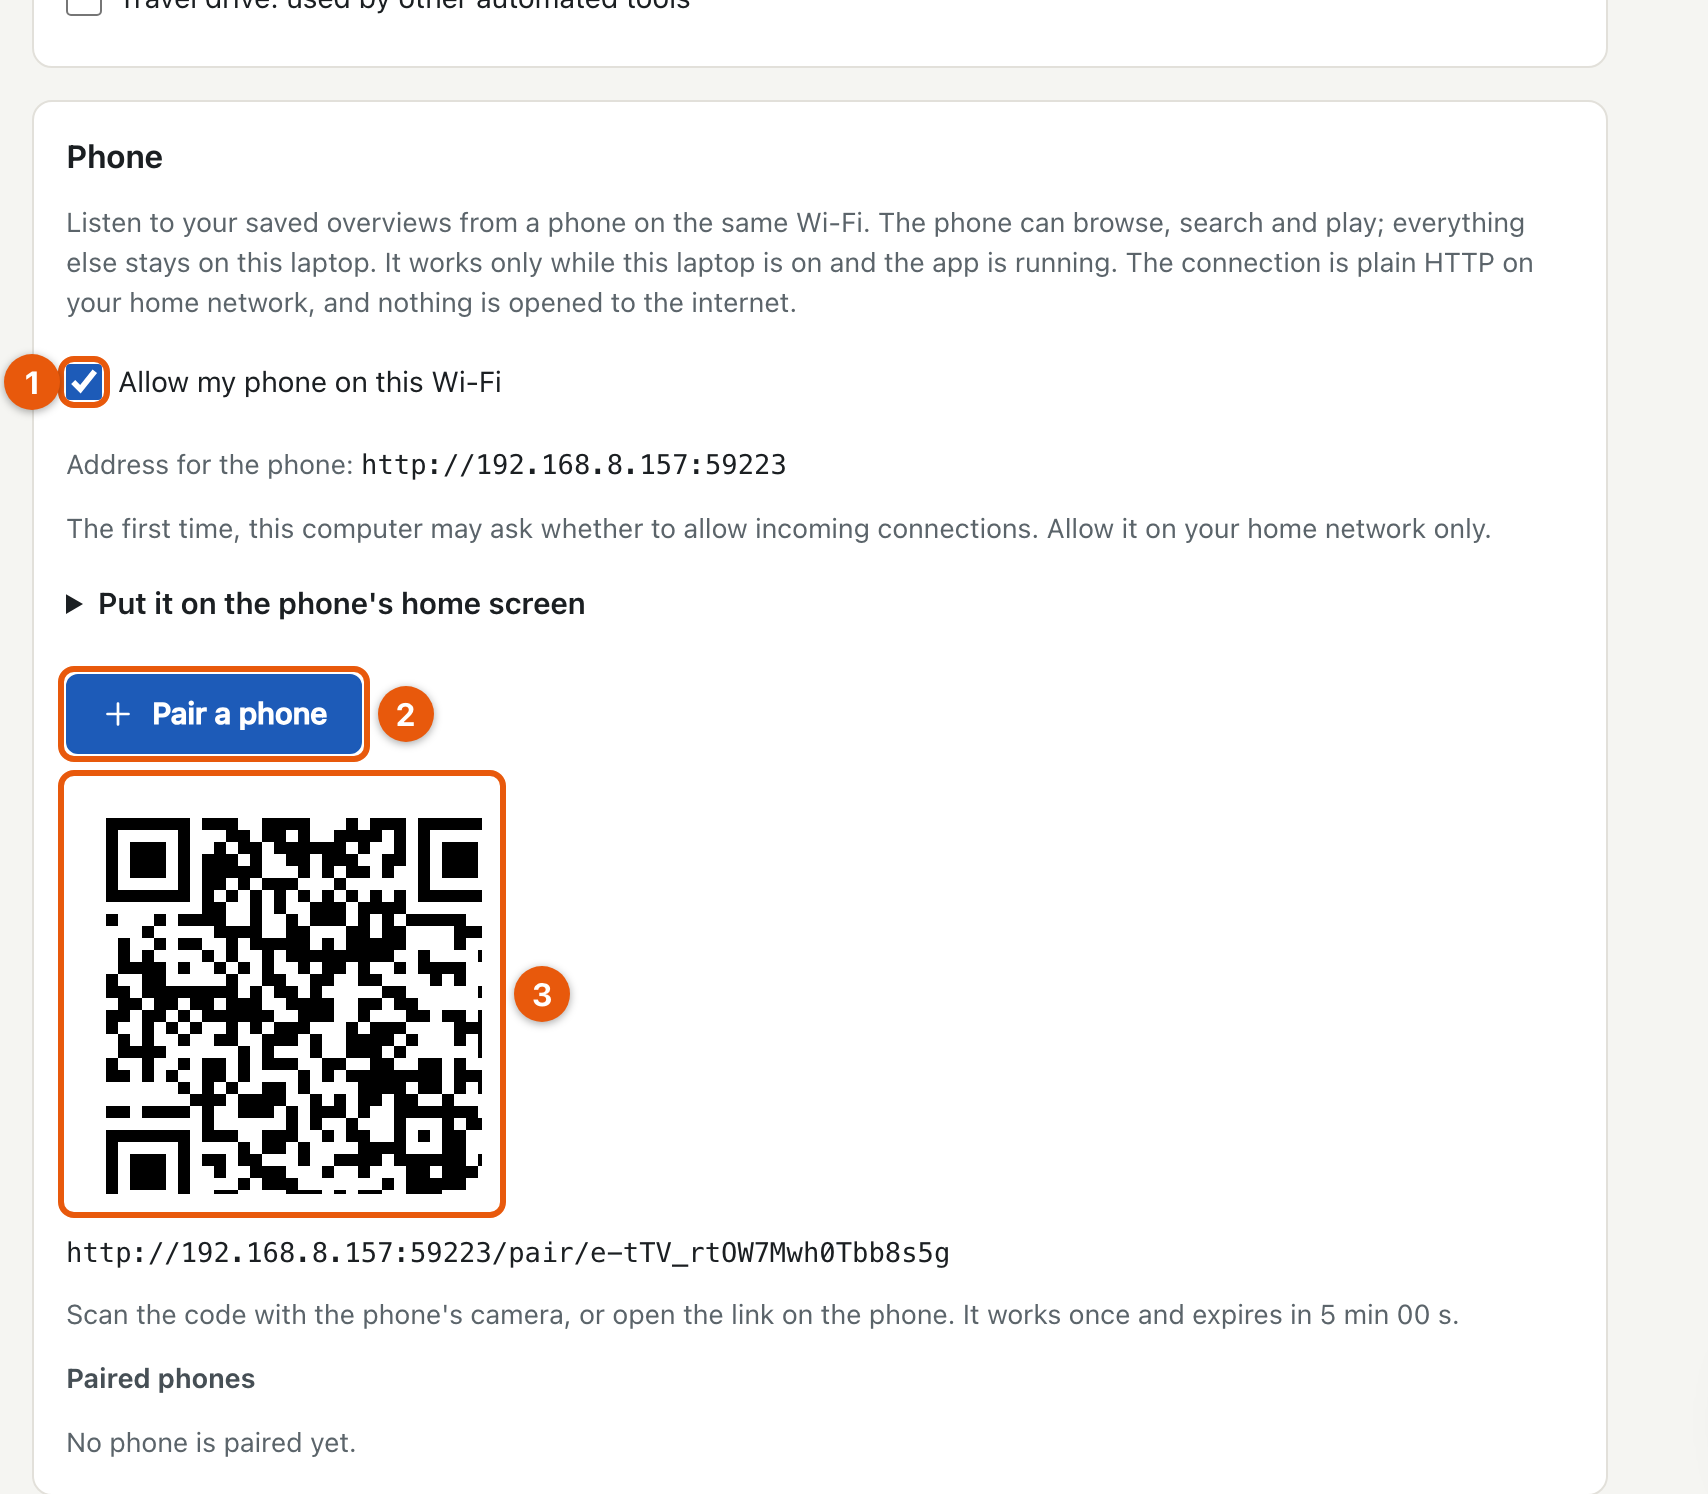 Travel drive: used by other automated tools
Phone
Listen to your saved overviews from a phone on the same Wi-Fi. The phone can browse, search and play; everything
else stays on this laptop. It works only while this laptop is on and the app is running. The connection is plain HTTP on
your home network, and nothing is opened to the internet.
1 Allow my phone on this Wi-Fi
Address for the phone: http://192.168.8.157:59223
The first time, this computer may ask whether to allow incoming connections. Allow it on your home network only.
Put it on the phone's home screen
+ Pair a phone 2
3
http://192.168.8.157:59223/pair/e-tTV_rtOW7Mwh0Tbb8s5g
Scan the code with the phone's camera, or open the link on the phone. It works once and expires in 5 min 00 s.
Paired phones
No phone is paired yet.